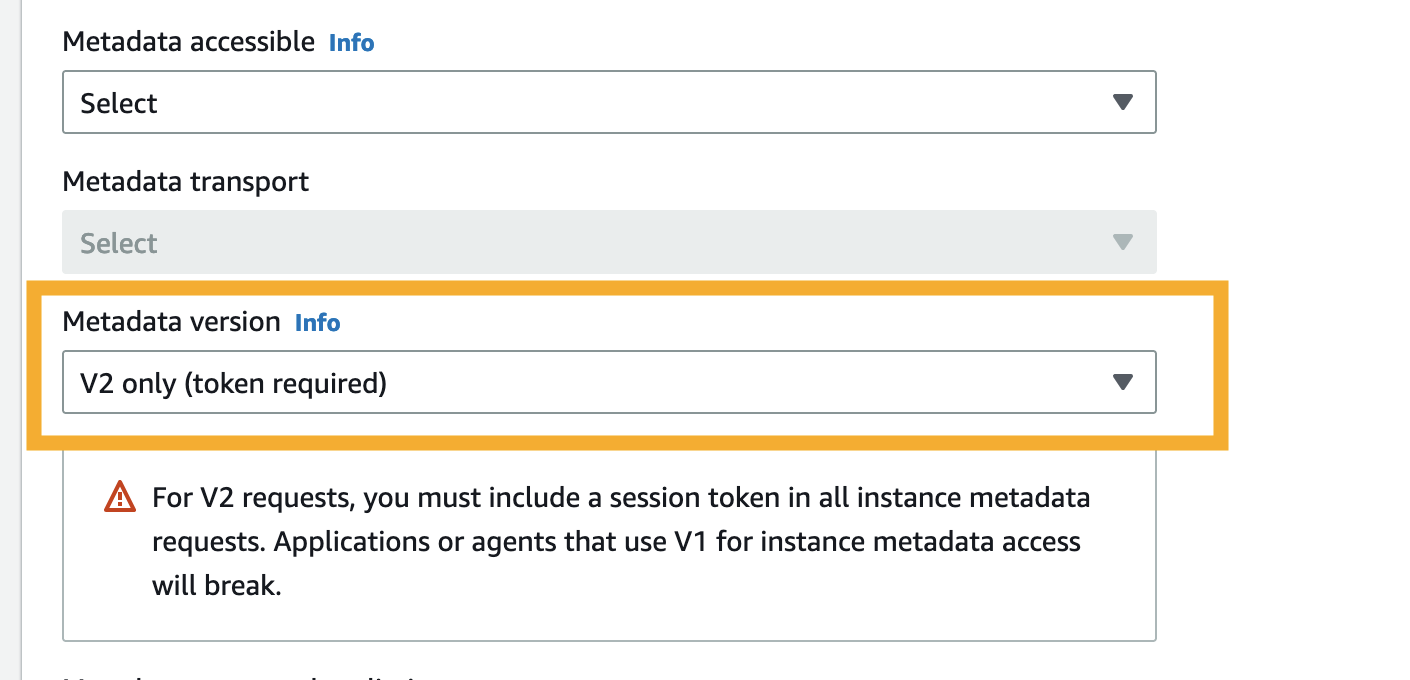 Metadata accessible Info
Select
Metadata transport
Select
Metadata version Info
V2 only (token required)
For V2 requests, you must include a session token in all instance metadata
requests. Applications or agents that use V1 for instance metadata access
will break.